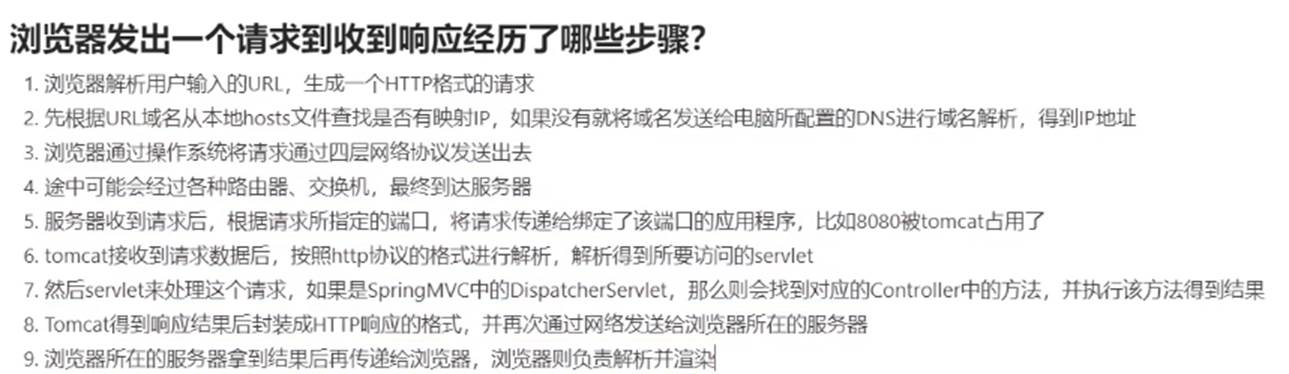 浏览器发出一个请求到收到响应经历了哪些步骤？
1. 浏览器解析用户输入的URL，生成一个HTTP格式的请求
2. 先根据URL域名从本地hosts文件查找是否有映射IP，如果没有就将域名发送给电脑所配置的DNS进行域名解析，得到IP地址
3. 浏览器通过操作系统将请求通过四层网络协议发送出去
4. 途中可能会经过各种路由器、交换机，最终到达服务器
5. 服务器收到请求后，根据请求所指定的端口，将请求传递给绑定了该端口的应用程序，比如8080被tomcat占用了
6. tomcat接收到请求数据后，按照http协议的格式进行解析，解析得到所要访问的servlet
7. 然后servlet来处理这个请求，如果是SpringMVC中的DispatcherServlet，那么则会找到对应的Controller中的方法，并执行该方法得到结果
8. Tomcat得到响应结果后封装成HTTP响应的格式，并再次通过网络发送给浏览器所在的服务器
9. 浏览器所在的服务器拿到结果后再传递给浏览器，浏览器则负责解析并渲染